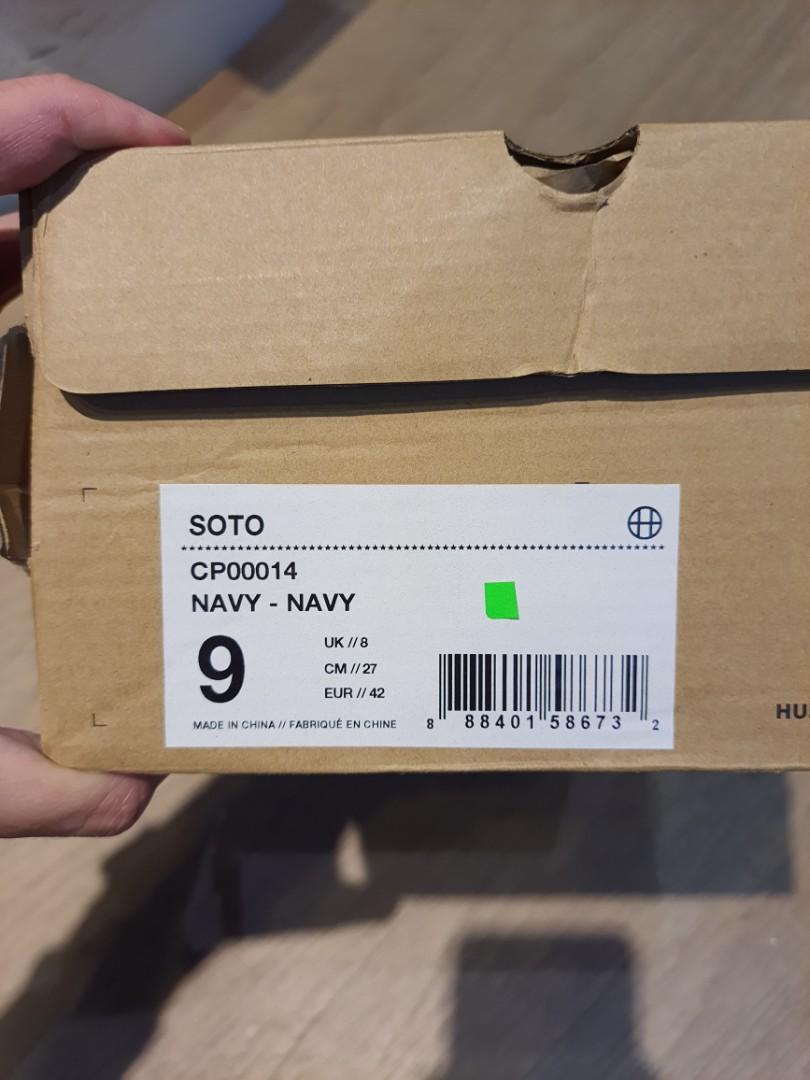 SOTO
CP00014
NAVY - NAVY
9
UK // 8
CM // 27
EUR // 42
MADE IN CHINA // FABRIQUÉ EN CHINE
8 88401 58673 2
HU